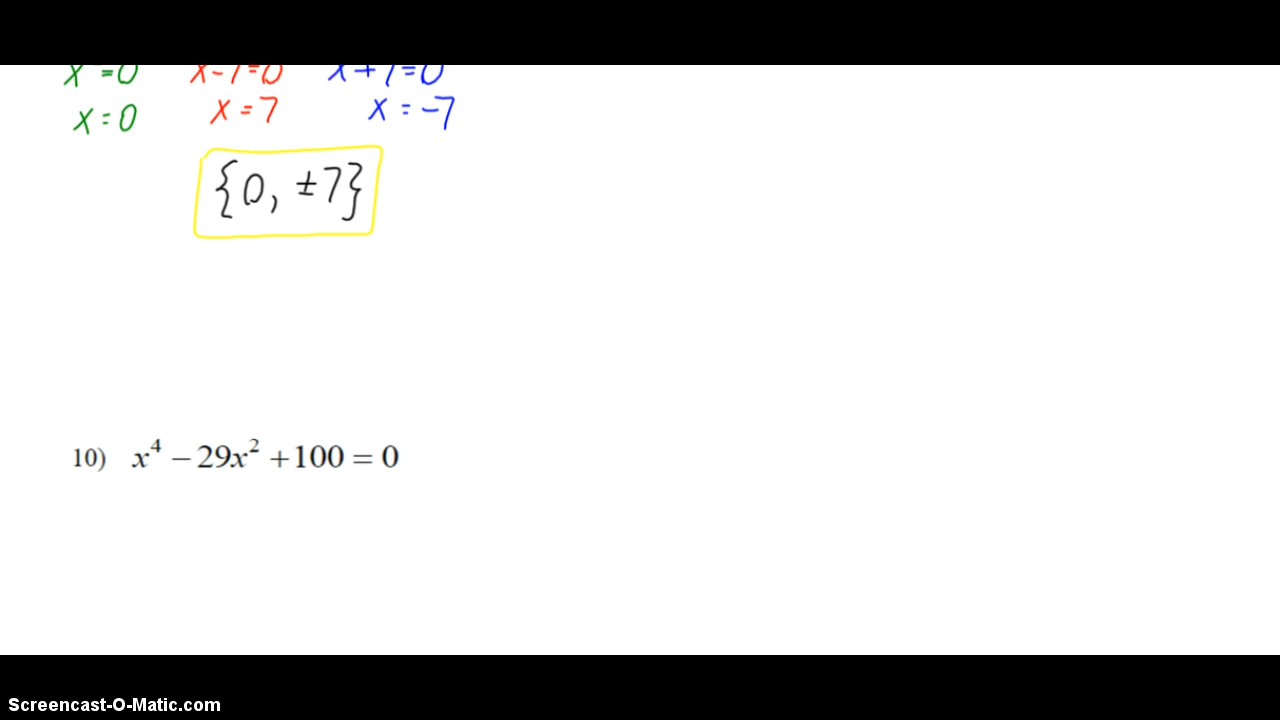 x =0 x-7=0 x+7=0
x=0 x=7 x=-7
{0, ±7}
10) x⁴ − 29x² + 100 = 0
Screencast-O-Matic.com